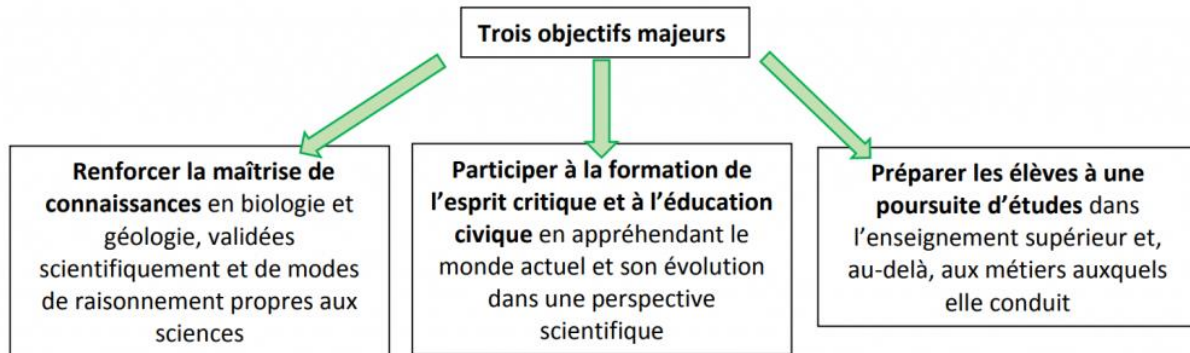 Trois objectifs majeurs
Renforcer la maîtrise de
connaissances en biologie et
géologie, validées
scientifiquement et de modes
de raisonnement propres aux
sciences
Participer à la formation de
l'esprit critique et à l'éducation
civique en appréhendant le
monde actuel et son évolution
dans une perspective
scientifique
Préparer les élèves à une
poursuite d'études dans
l'enseignement supérieur et,
au-delà, aux métiers auxquels
elle conduit